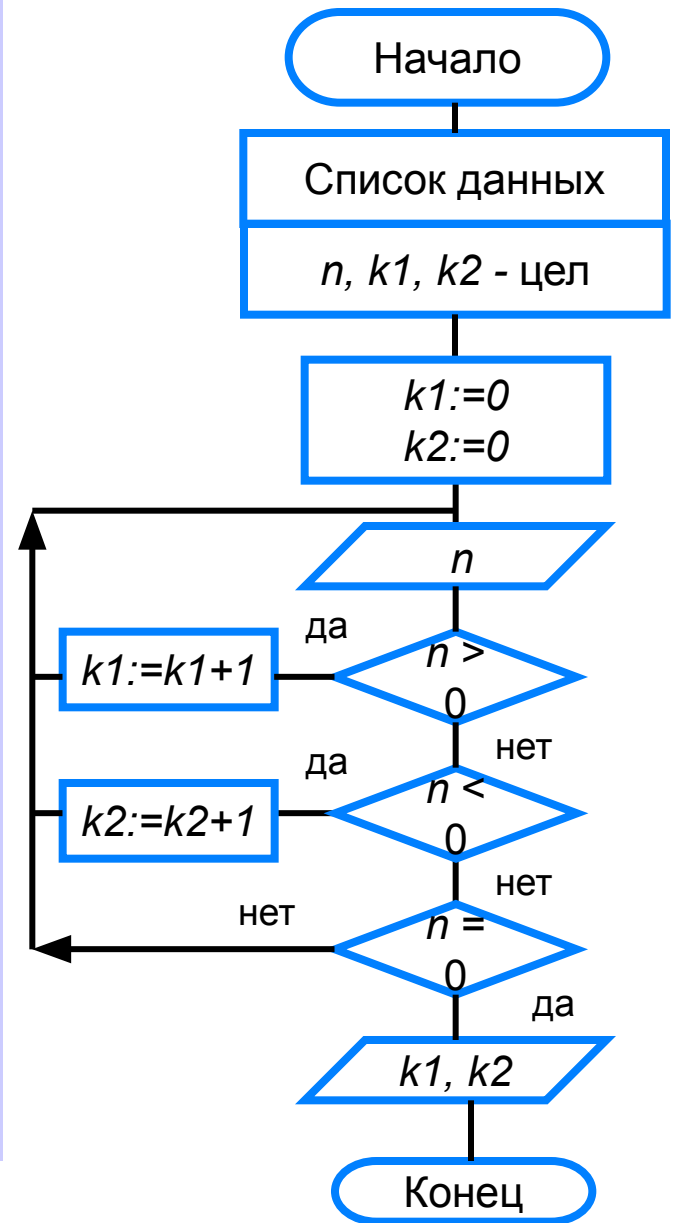 Начало
Список данных
n, k1, k2 - цел
k1:=0
k2:=0
n
да
k1:=k1+1
n >
0
нет
да
k2:=k2+1
n <
0
нет
нет
n =
0
да
k1, k2
Конец